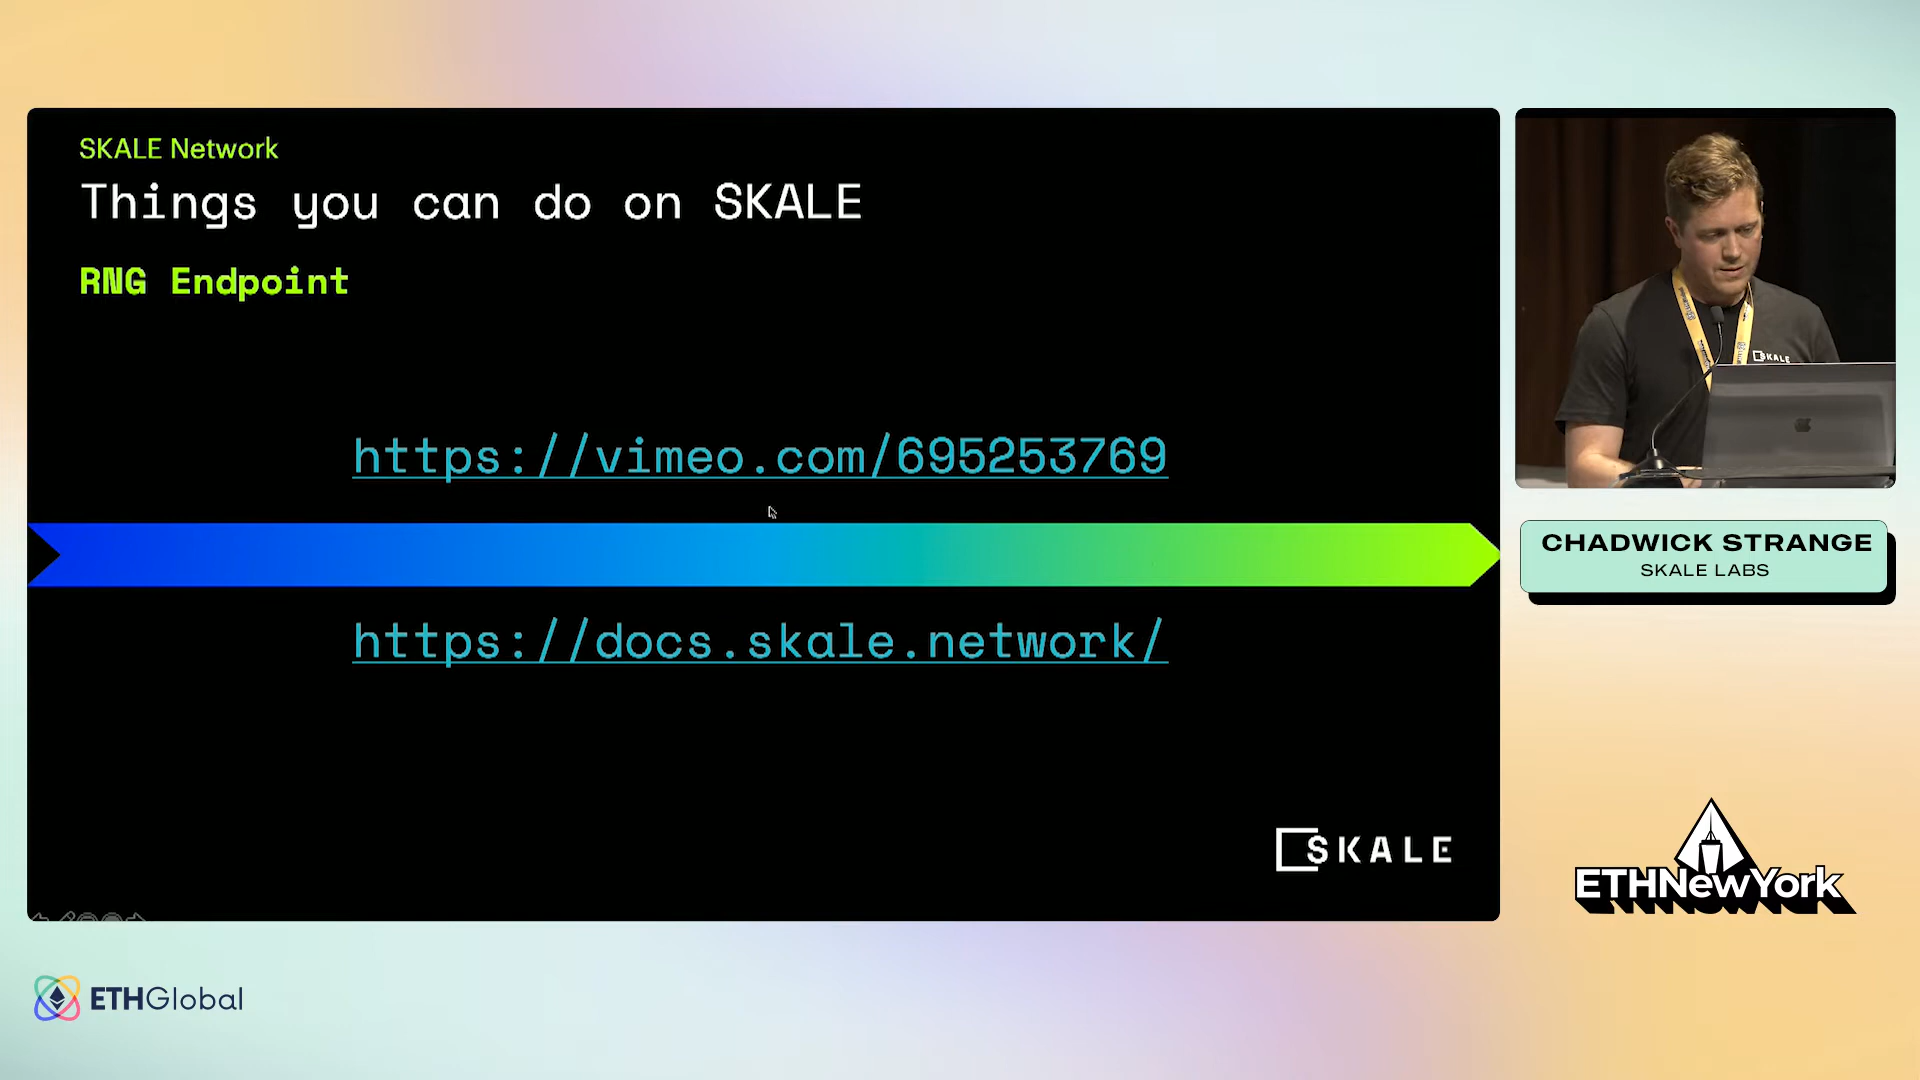 SKALE Network
Things you can do on SKALE
RNG Endpoint
https://vimeo.com/695253769
https://docs.skale.network/
SKALE
SKALE
CHADWICK STRANGE
SKALE LABS
ETHNewYork
ETHGlobal